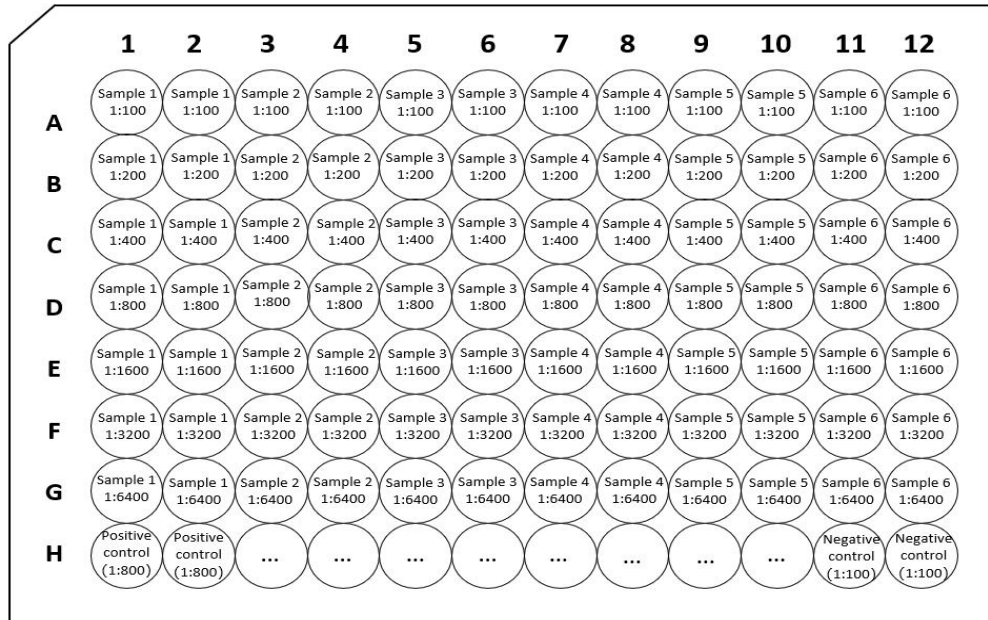 1 2 3 4 5 6 7 8 9 10 11 12
A
Sample 1 Sample 1 Sample 2 Sample 2 Sample 3 Sample 3 Sample 4 Sample 4 Sample 5 Sample 5 Sample 6 Sample 6
1:100 1:100 1:100 1:100 1:100 1:100 1:100 1:100 1:100 1:100 1:100 1:100
B
Sample 1 Sample 1 Sample 2 Sample 2 Sample 3 Sample 3 Sample 4 Sample 4 Sample 5 Sample 5 Sample 6 Sample 6
1:200 1:200 1:200 1:200 1:200 1:200 1:200 1:200 1:200 1:200 1:200 1:200
C
Sample 1 Sample 1 Sample 2 Sample 2 Sample 3 Sample 3 Sample 4 Sample 4 Sample 5 Sample 5 Sample 6 Sample 6
1:400 1:400 1:400 1:400 1:400 1:400 1:400 1:400 1:400 1:400 1:400 1:400
D
Sample 1 Sample 1 Sample 2 Sample 2 Sample 3 Sample 3 Sample 4 Sample 4 Sample 5 Sample 5 Sample 6 Sample 6
1:800 1:800 1:800 1:800 1:800 1:800 1:800 1:800 1:800 1:800 1:800 1:800
E
Sample 1 Sample 1 Sample 2 Sample 2 Sample 3 Sample 3 Sample 4 Sample 4 Sample 5 Sample 5 Sample 6 Sample 6
1:1600 1:1600 1:1600 1:1600 1:1600 1:1600 1:1600 1:1600 1:1600 1:1600 1:1600 1:1600
F
Sample 1 Sample 1 Sample 2 Sample 2 Sample 3 Sample 3 Sample 4 Sample 4 Sample 5 Sample 5 Sample 6 Sample 6
1:3200 1:3200 1:3200 1:3200 1:3200 1:3200 1:3200 1:3200 1:3200 1:3200 1:3200 1:3200
G
Sample 1 Sample 1 Sample 2 Sample 2 Sample 3 Sample 3 Sample 4 Sample 4 Sample 5 Sample 5 Sample 6 Sample 6
1:6400 1:6400 1:6400 1:6400 1:6400 1:6400 1:6400 1:6400 1:6400 1:6400 1:6400 1:6400
H
Positive Positive Negative Negative
control control ... ... ... ... ... ... ... ... control control
(1:800) (1:800) (1:100) (1:100)